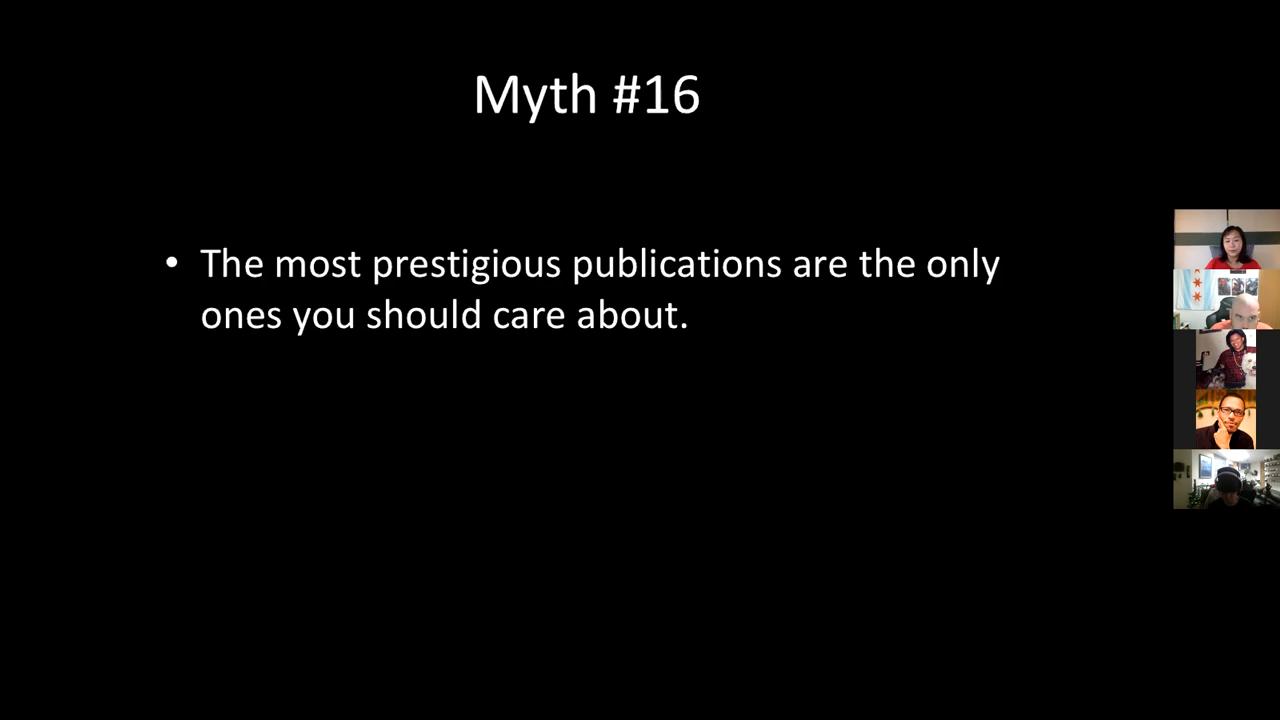 Myth #16
• The most prestigious publications are the only
ones you should care about.